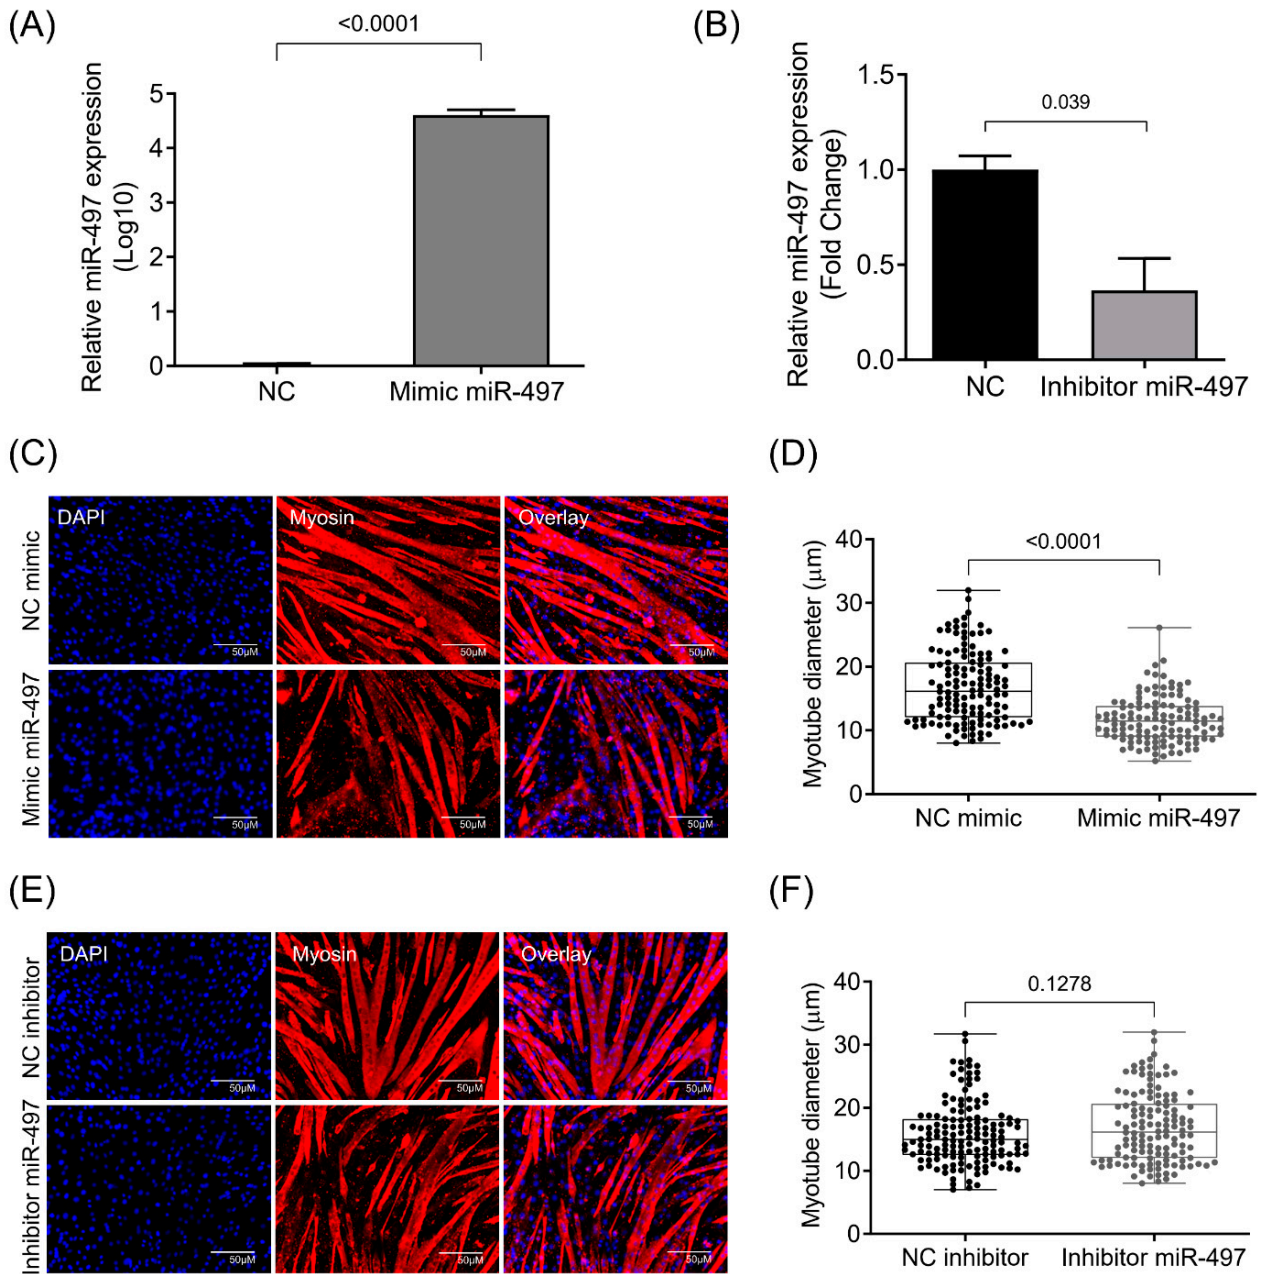 (A)
<0.0001
Relative miR-497 expression
(Log10)
5
4
3
2
1
0
NC
Mimic miR-497
(B)
0.039
Relative miR-497 expression
(Fold Change)
1.5
1.0
0.5
0.0
NC
Inhibitor miR-497
(C)
DAPI
Myosin
Overlay
NC mimic
50µM
50µM
50µM
Mimic miR-497
50µM
50µM
50µM
(D)
<0.0001
Myotube diameter (µm)
40
30
20
10
0
NC mimic
Mimic miR-497
(E)
DAPI
Myosin
Overlay
NC inhibitor
50µM
50µM
50µM
Inhibitor miR-497
50µM
50µM
50µM
(F)
0.1278
Myotube diameter (µm)
40
30
20
10
0
NC inhibitor
Inhibitor miR-497